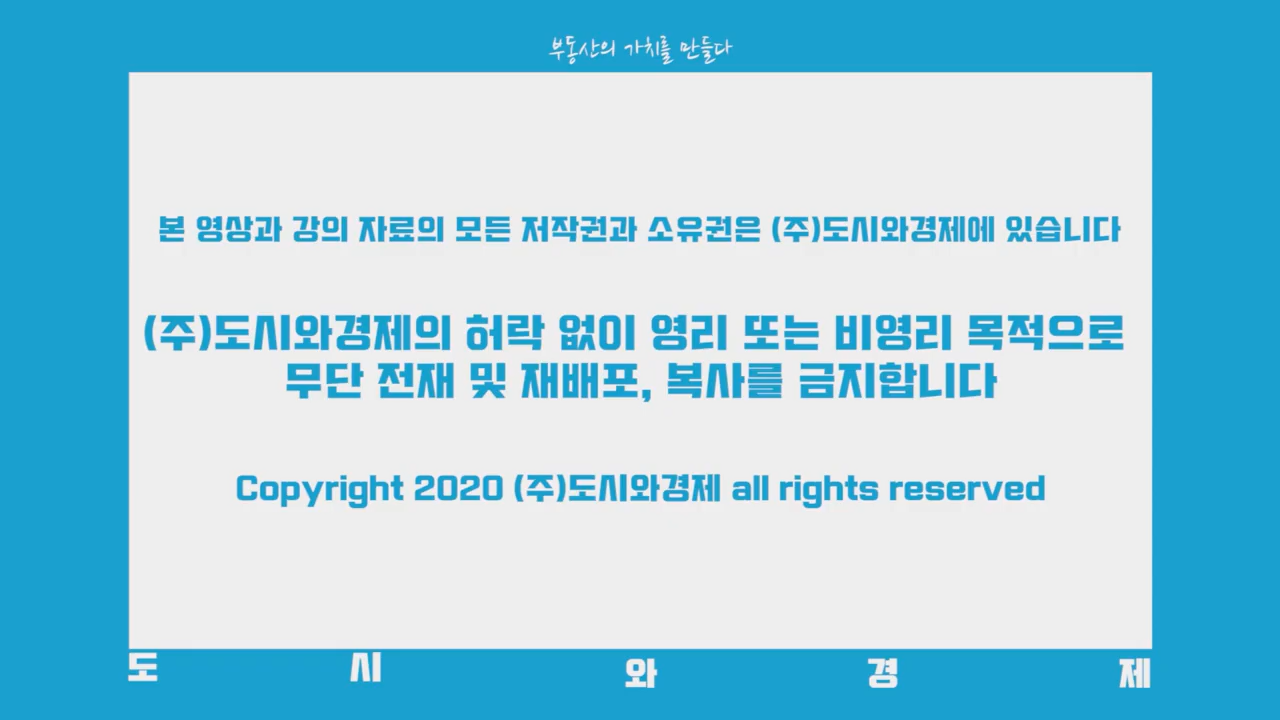 부동산의 가치를 만들다
본 영상과 강의 자료의 모든 저작권과 소유권은 (주)도시와경제에 있습니다
(주)도시와경제의 허락 없이 영리 또는 비영리 목적으로
무단 전재 및 재배포, 복사를 금지합니다
Copyright 2020 (주)도시와경제 all rights reserved
도 시 와 경 제